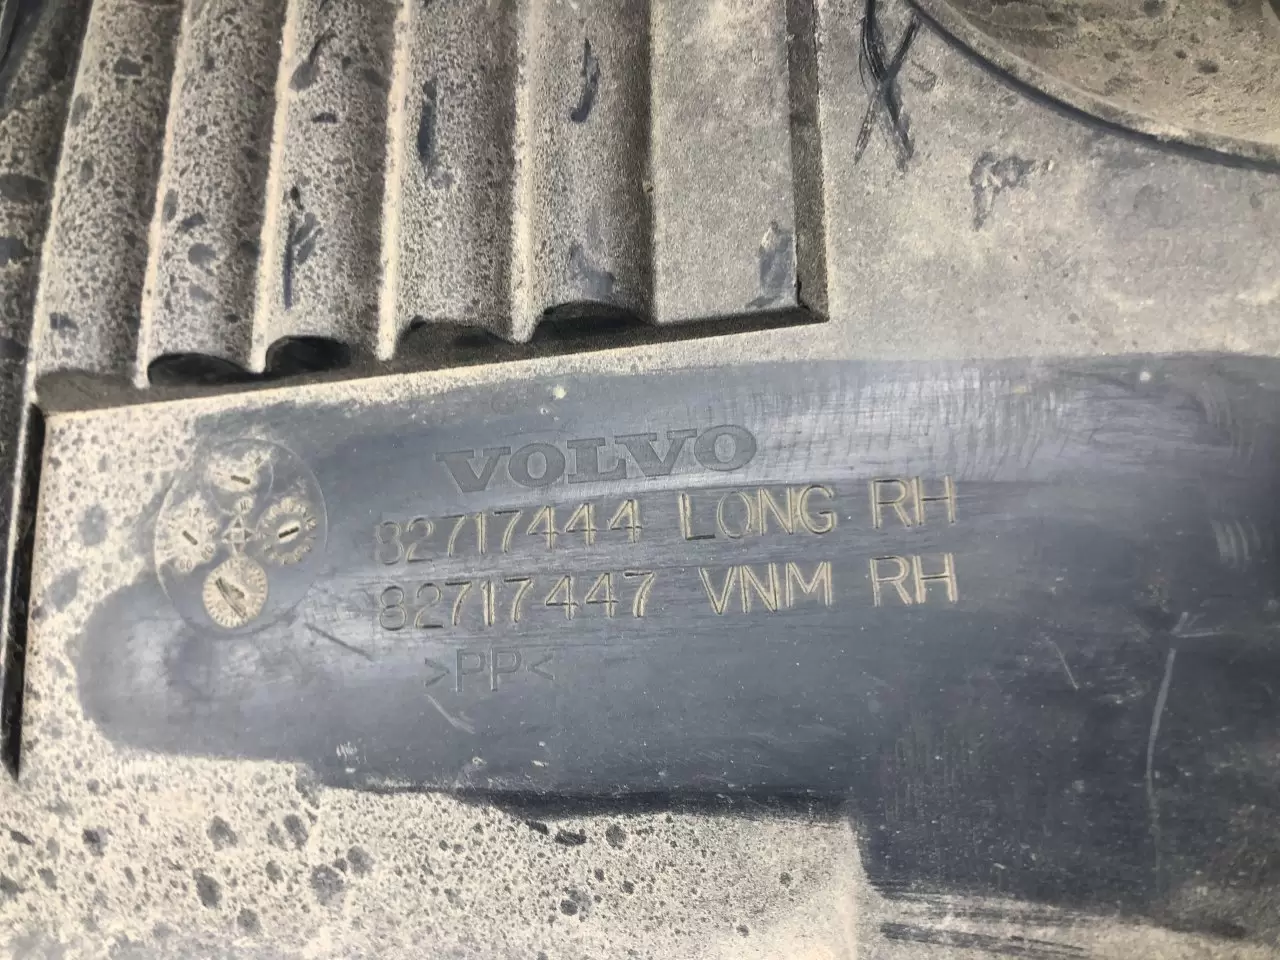 VOLVO
82717444 LONG RH
82717447 VNM RH
>PP<